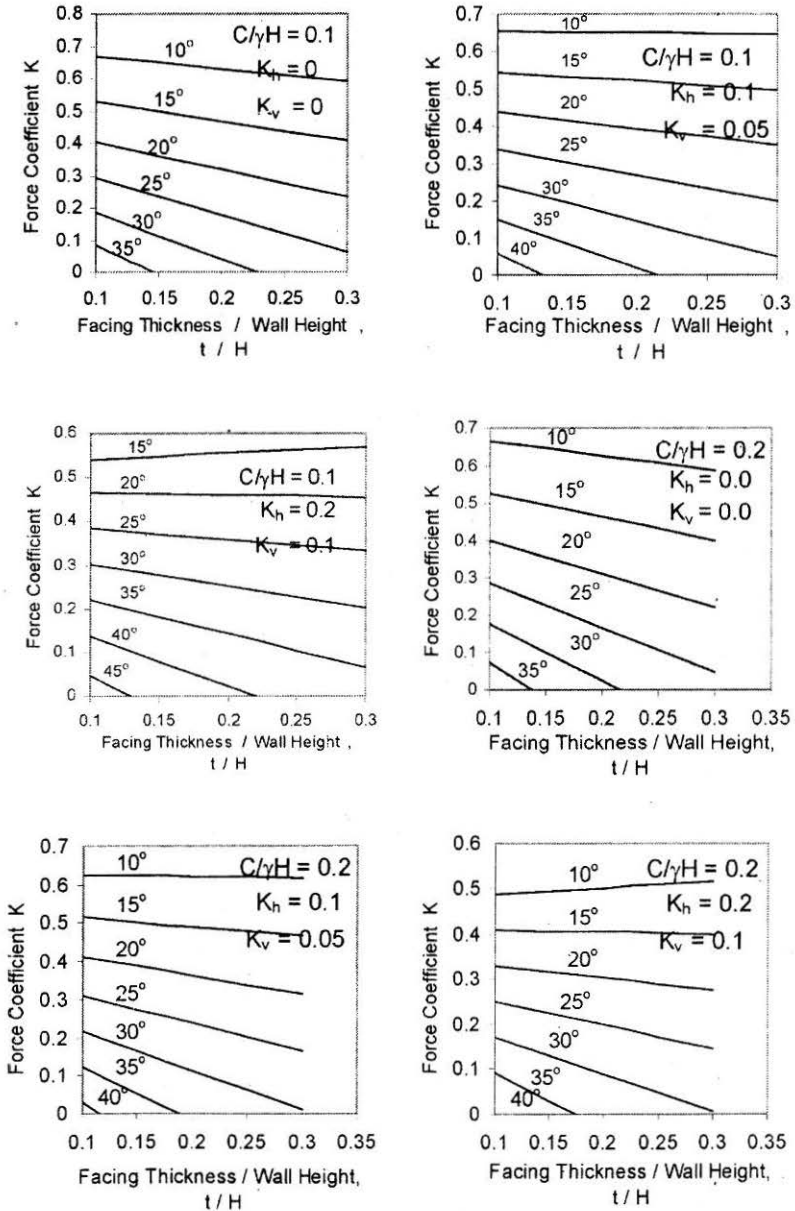 Force Coefficient K
0.8
0.7
0.6
0.5
0.4
0.3
0.2
0.1
0
10°
15°
20°
25°
30°
35°
C/γH = 0.1
K_h = 0
K_v = 0
0.1 0.15 0.2 0.25 0.3
Facing Thickness / Wall Height ,
t / H
Force Coefficient K
0.7
0.6
0.5
0.4
0.3
0.2
0.1
0
10°
15°
20°
25°
30°
35°
40°
C/γH = 0.1
K_h = 0.1
K_v = 0.05
0.1 0.15 0.2 0.25 0.3
Facing Thickness / Wall Height ,
t / H
Force Coefficient K
0.6
0.5
0.4
0.3
0.2
0.1
0
15°
20°
25°
30°
35°
40°
45°
C/γH = 0.1
K_h = 0.2
K_v = 0.1
0.1 0.15 0.2 0.25 0.3
Facing Thickness / Wall Height ,
t / H
Force Coefficient K
0.7
0.6
0.5
0.4
0.3
0.2
0.1
0
10°
15°
20°
25°
30°
35°
C/γH = 0.2
K_h = 0.0
K_v = 0.0
0.1 0.15 0.2 0.25 0.3 0.35
Facing Thickness / Wall Height,
t / H
Force Coefficient K
0.7
0.6
0.5
0.4
0.3
0.2
0.1
0
10°
15°
20°
25°
30°
35°
40°
C/γH = 0.2
K_h = 0.1
K_v = 0.05
0.1 0.15 0.2 0.25 0.3 0.35
Facing Thickness / Wall Height,
t / H
Force Coefficient K
0.6
0.5
0.4
0.3
0.2
0.1
0
10°
15°
20°
25°
30°
35°
40°
C/γH = 0.2
K_h = 0.2
K_v = 0.1
0.1 0.15 0.2 0.25 0.3 0.35
Facing Thickness / Wall Height,
t / H